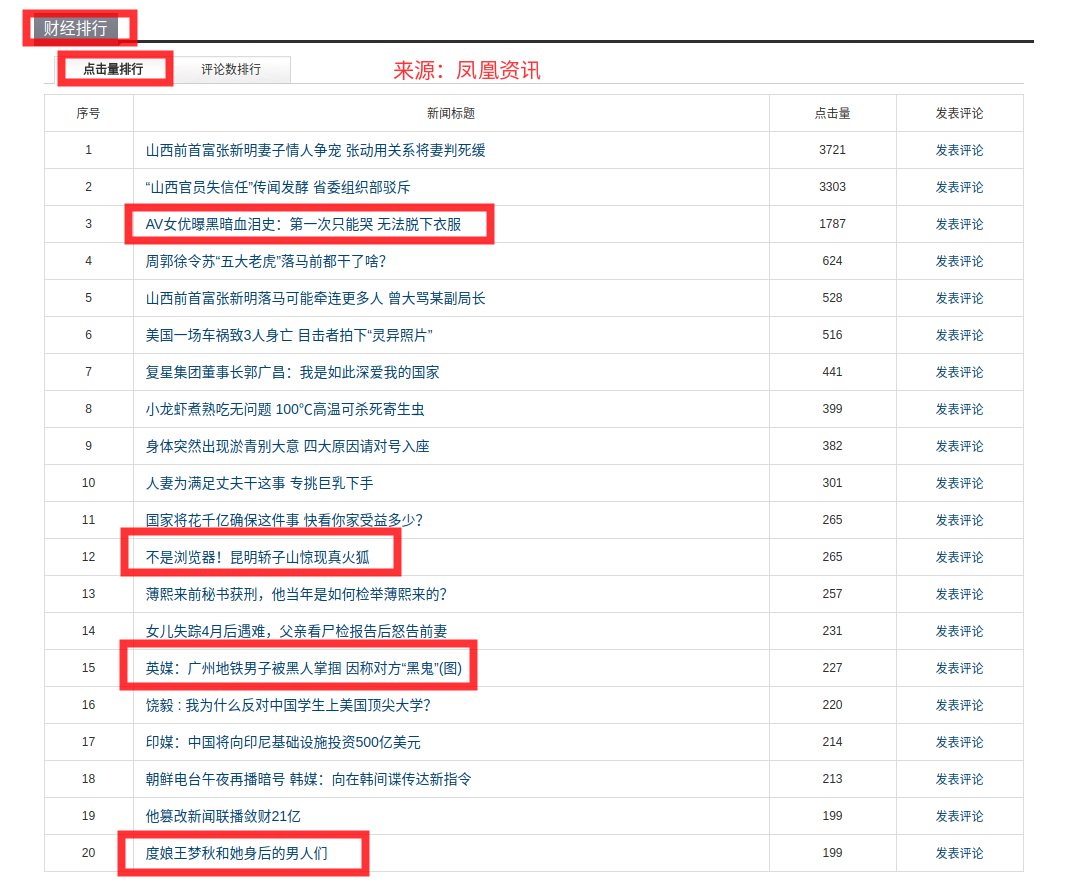 财经排行
点击量排行 评论数排行 来源：凤凰资讯
序号 新闻标题 点击量 发表评论
1 山西前首富张新明妻子情人争宠 张动用关系将妻判死缓 3721 发表评论
2 “山西官员失信任”传闻发酵 省委组织部驳斥 3303 发表评论
3 AV女优曝黑暗血泪史：第一次只能哭 无法脱下衣服 1787 发表评论
4 周郭徐令苏“五大老虎”落马前都干了啥？ 624 发表评论
5 山西前首富张新明落马可能牵连更多人 曾大骂某副局长 528 发表评论
6 美国一场车祸致3人身亡 目击者拍下“灵异照片” 516 发表评论
7 复星集团董事长郭广昌：我是如此深爱我的国家 441 发表评论
8 小龙虾煮熟吃无问题 100℃高温可杀死寄生虫 399 发表评论
9 身体突然出现淤青别大意 四大原因请对号入座 382 发表评论
10 人妻为满足丈夫干这事 专挑巨乳下手 301 发表评论
11 国家将花千亿确保这件事 快看你家受益多少？ 265 发表评论
12 不是浏览器！昆明轿子山惊现真火狐 265 发表评论
13 薄熙来前秘书获刑，他当年是如何检举薄熙来的？ 257 发表评论
14 女儿失踪4月后遇难，父亲看尸检报告后怒告前妻 231 发表评论
15 英媒：广州地铁男子被黑人掌掴 因称对方“黑鬼”(图) 227 发表评论
16 饶毅 : 我为什么反对中国学生上美国顶尖大学？ 220 发表评论
17 印媒：中国将向印尼基础设施投资500亿美元 214 发表评论
18 朝鲜电台午夜再播暗号 韩媒：向在韩间谍传达新指令 213 发表评论
19 他篡改新闻联播敛财21亿 199 发表评论
20 度娘王梦秋和她身后的男人们 199 发表评论